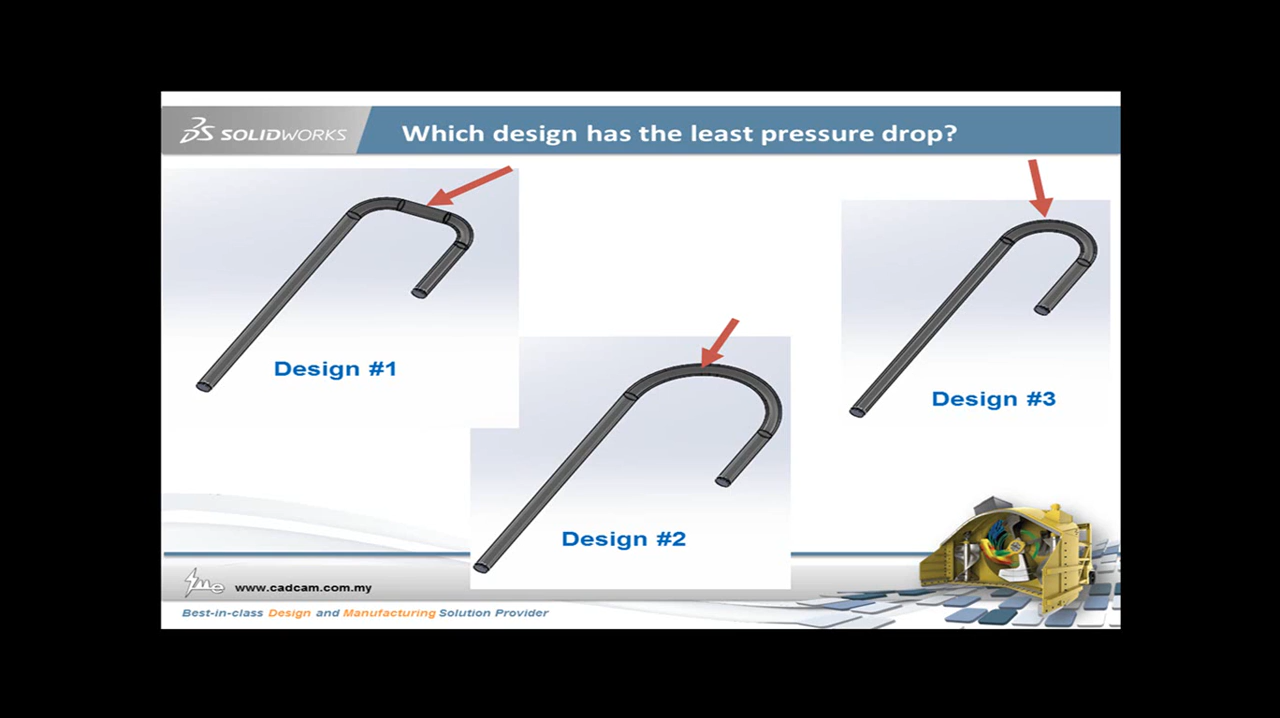 SOLIDWORKS
Which design has the least pressure drop?
Design #1
Design #3
Design #2
www.cadcam.com.my
Best-in-class Design and Manufacturing Solution Provider